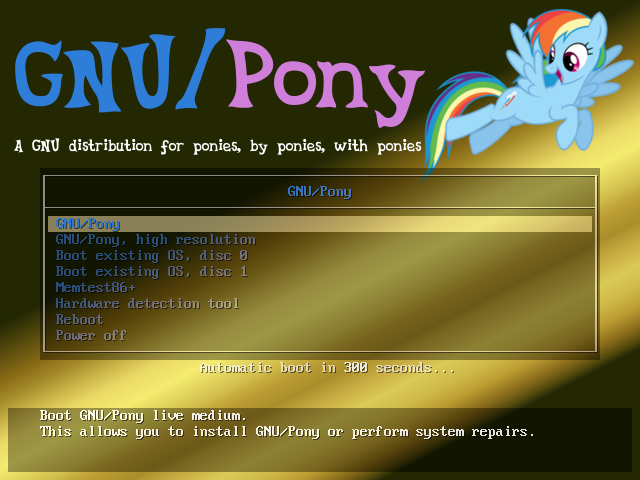 GNU/Pony
A GNU distribution for ponies, by ponies, with ponies
GNU/Pony
GNU/Pony
GNU/Pony, high resolution
Boot existing OS, disc 0
Boot existing OS, disc 1
Memtest86+
Hardware detection tool
Reboot
Power off
Automatic boot in 300 seconds...
Boot GNU/Pony live medium.
This allows you to install GNU/Pony or perform system repairs.